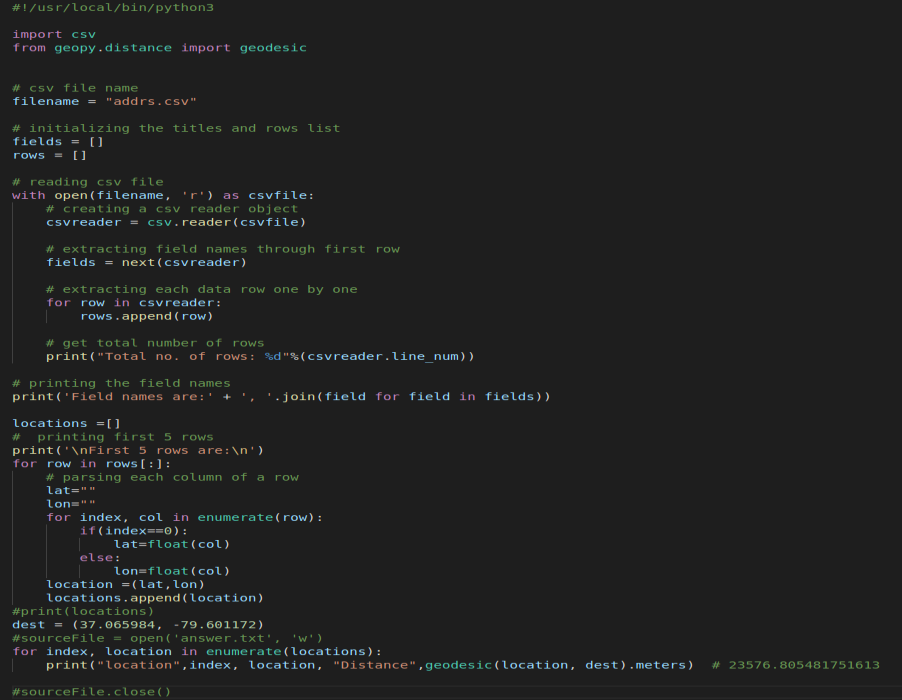 #!/usr/local/bin/python3
import csv
from geopy.distance import geodesic
# csv file name
filename = "addrs.csv"
# initializing the titles and rows list
fields = []
rows = []
# reading csv file
with open(filename, 'r') as csvfile:
    # creating a csv reader object
    csvreader = csv.reader(csvfile)
    # extracting field names through first row
    fields = next(csvreader)
    # extracting each data row one by one
    for row in csvreader:
        rows.append(row)
    # get total number of rows
    print("Total no. of rows: %d"%(csvreader.line_num))
# printing the field names
print('Field names are:' + ', '.join(field for field in fields))
locations =[]
#  printing first 5 rows
print('\nFirst 5 rows are:\n')
for row in rows[:]:
    # parsing each column of a row
    lat=""
    lon=""
    for index, col in enumerate(row):
        if(index==0):
            lat=float(col)
        else:
            lon=float(col)
    location =(lat,lon)
    locations.append(location)
#print(locations)
dest = (37.065984, -79.601172)
#sourceFile = open('answer.txt', 'w')
for index, location in enumerate(locations):
    print("location",index, location, "Distance",geodesic(location, dest).meters)  # 23576.805481751613
#sourceFile.close()